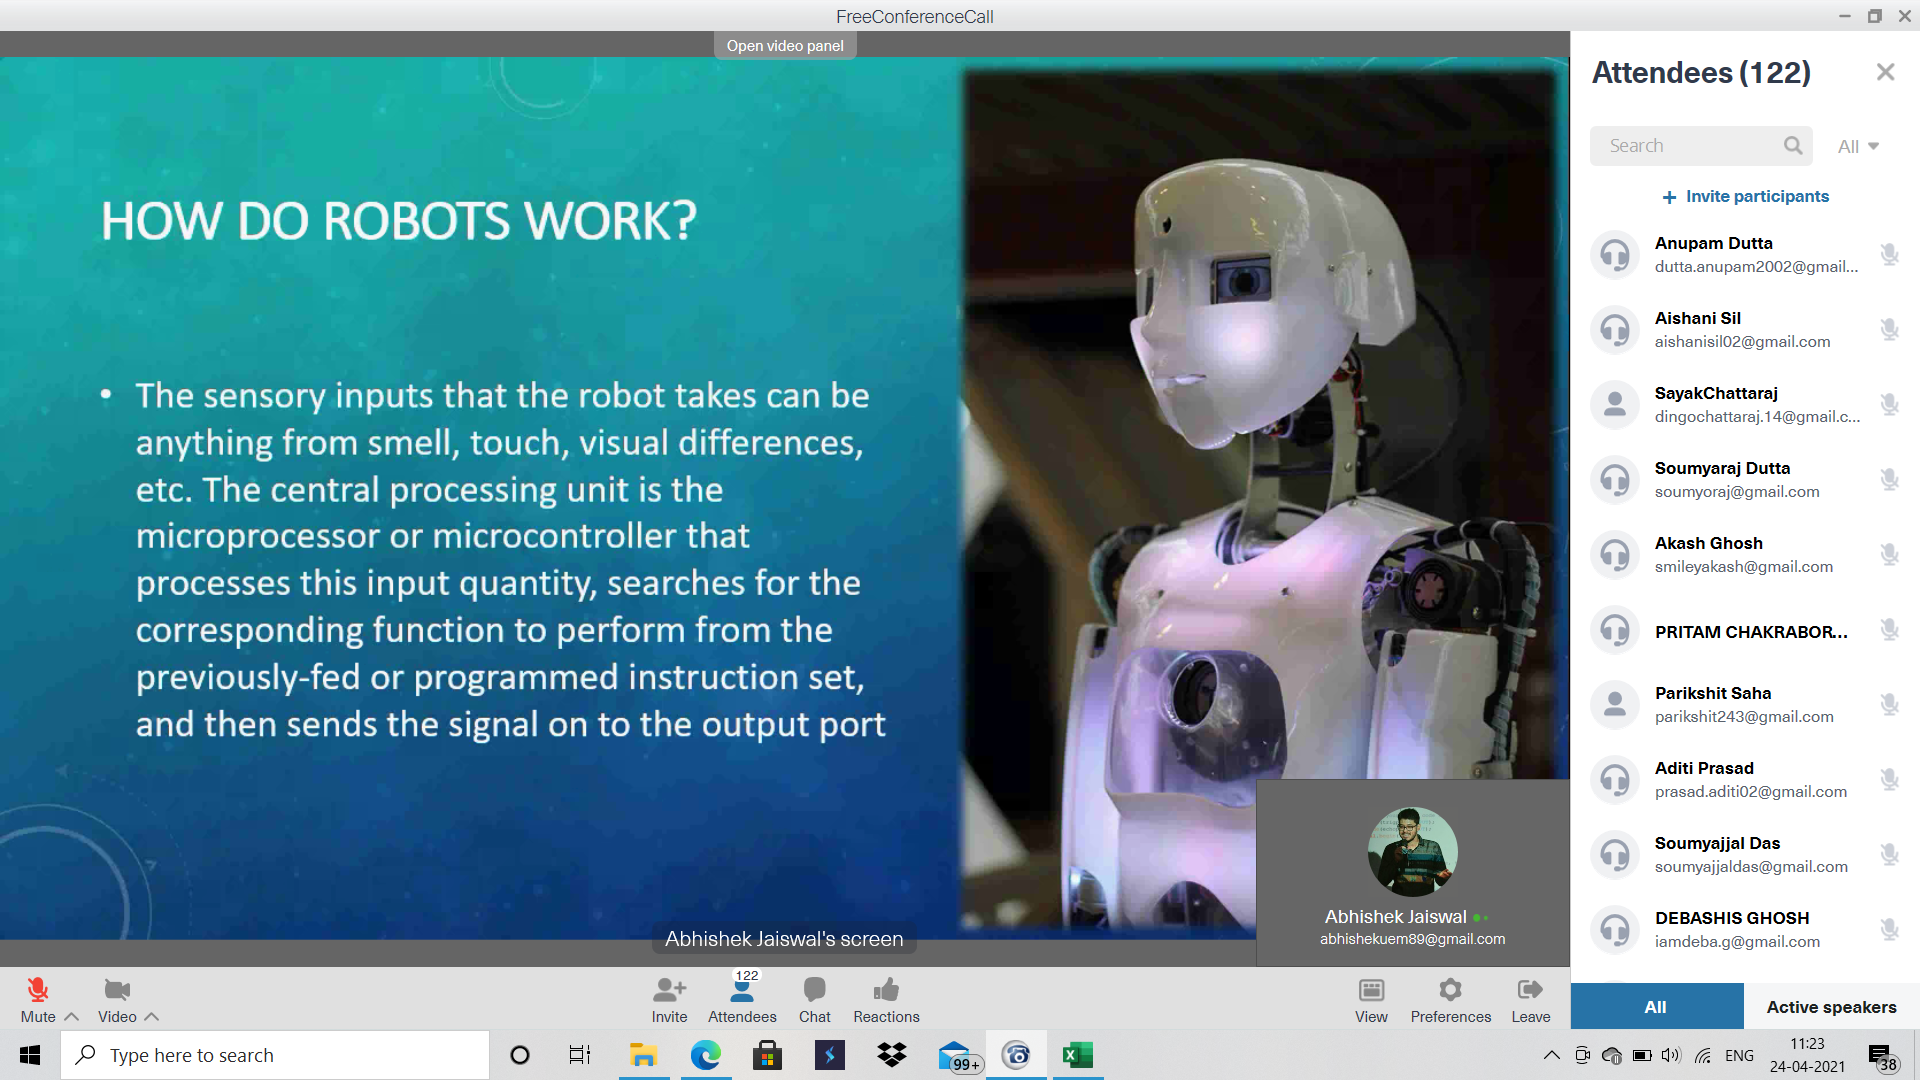 FreeConferenceCall
Open video panel
HOW DO ROBOTS WORK?
• The sensory inputs that the robot takes can be
anything from smell, touch, visual differences,
etc. The central processing unit is the
microprocessor or microcontroller that
processes this input quantity, searches for the
corresponding function to perform from the
previously-fed or programmed instruction set,
and then sends the signal on to the output port
Abhishek Jaiswal's screen
Abhishek Jaiswal
abhishekuem89@gmail.com
Attendees (122)
Search
All
+ Invite participants
Anupam Dutta
dutta.anupam2002@gmail...
Aishani Sil
aishanisil02@gmail.com
SayakChattaraj
dingochattaraj.14@gmail.c...
Soumyaraj Dutta
soumyoraj@gmail.com
Akash Ghosh
smileyakash@gmail.com
PRITAM CHAKRABOR...
Parikshit Saha
parikshit243@gmail.com
Aditi Prasad
prasad.aditi02@gmail.com
Soumyajjal Das
soumyajjaldas@gmail.com
DEBASHIS GHOSH
iamdeba.g@gmail.com
All
Active speakers
Mute
Video
Invite
122
Attendees
Chat
Reactions
View
Preferences
Leave
Type here to search
99+
ENG
11:23
24-04-2021
38